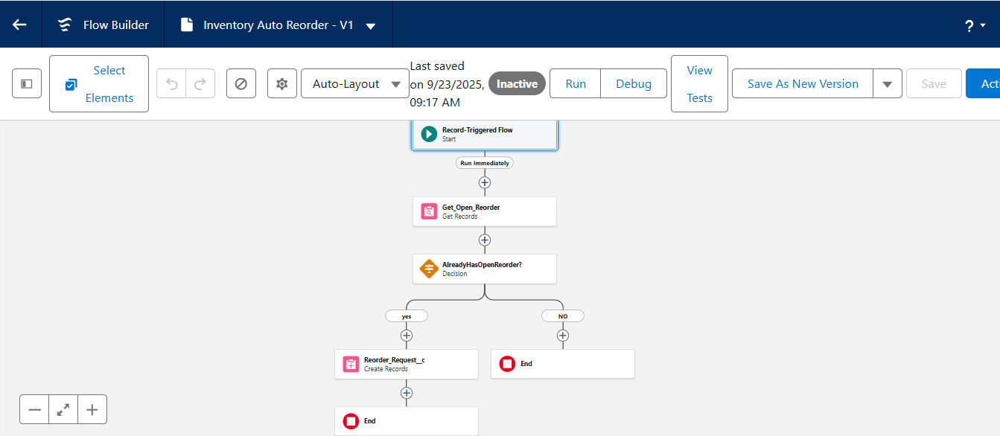 Flow Builder
Inventory Auto Reorder - V1
?
Select
Elements
Auto-Layout
Last saved
on 9/23/2025,
09:17 AM
Inactive
Run
Debug
View
Tests
Save As New Version
Save
Act
Record-Triggered Flow
Start
Run Immediately
Get_Open_Reorder
Get Records
AlreadyHasOpenReorder?
Decision
yes
NO
Reorder_Request__c
Create Records
End
End